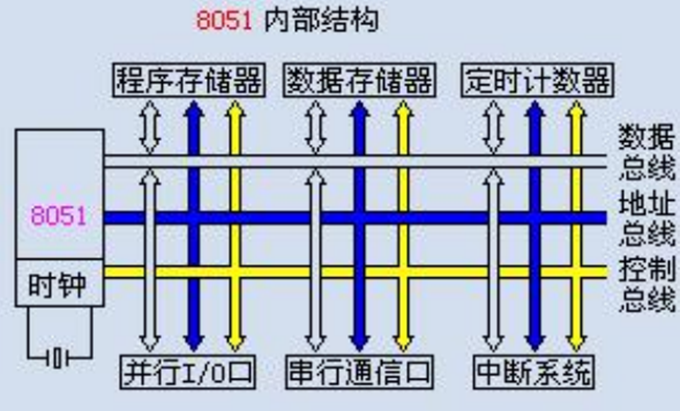 8051 内部结构
程序存储器 数据存储器 定时计数器
数据
总线
8051
地址
总线
时钟
控制
总线
并行I/O口 串行通信口 中断系统